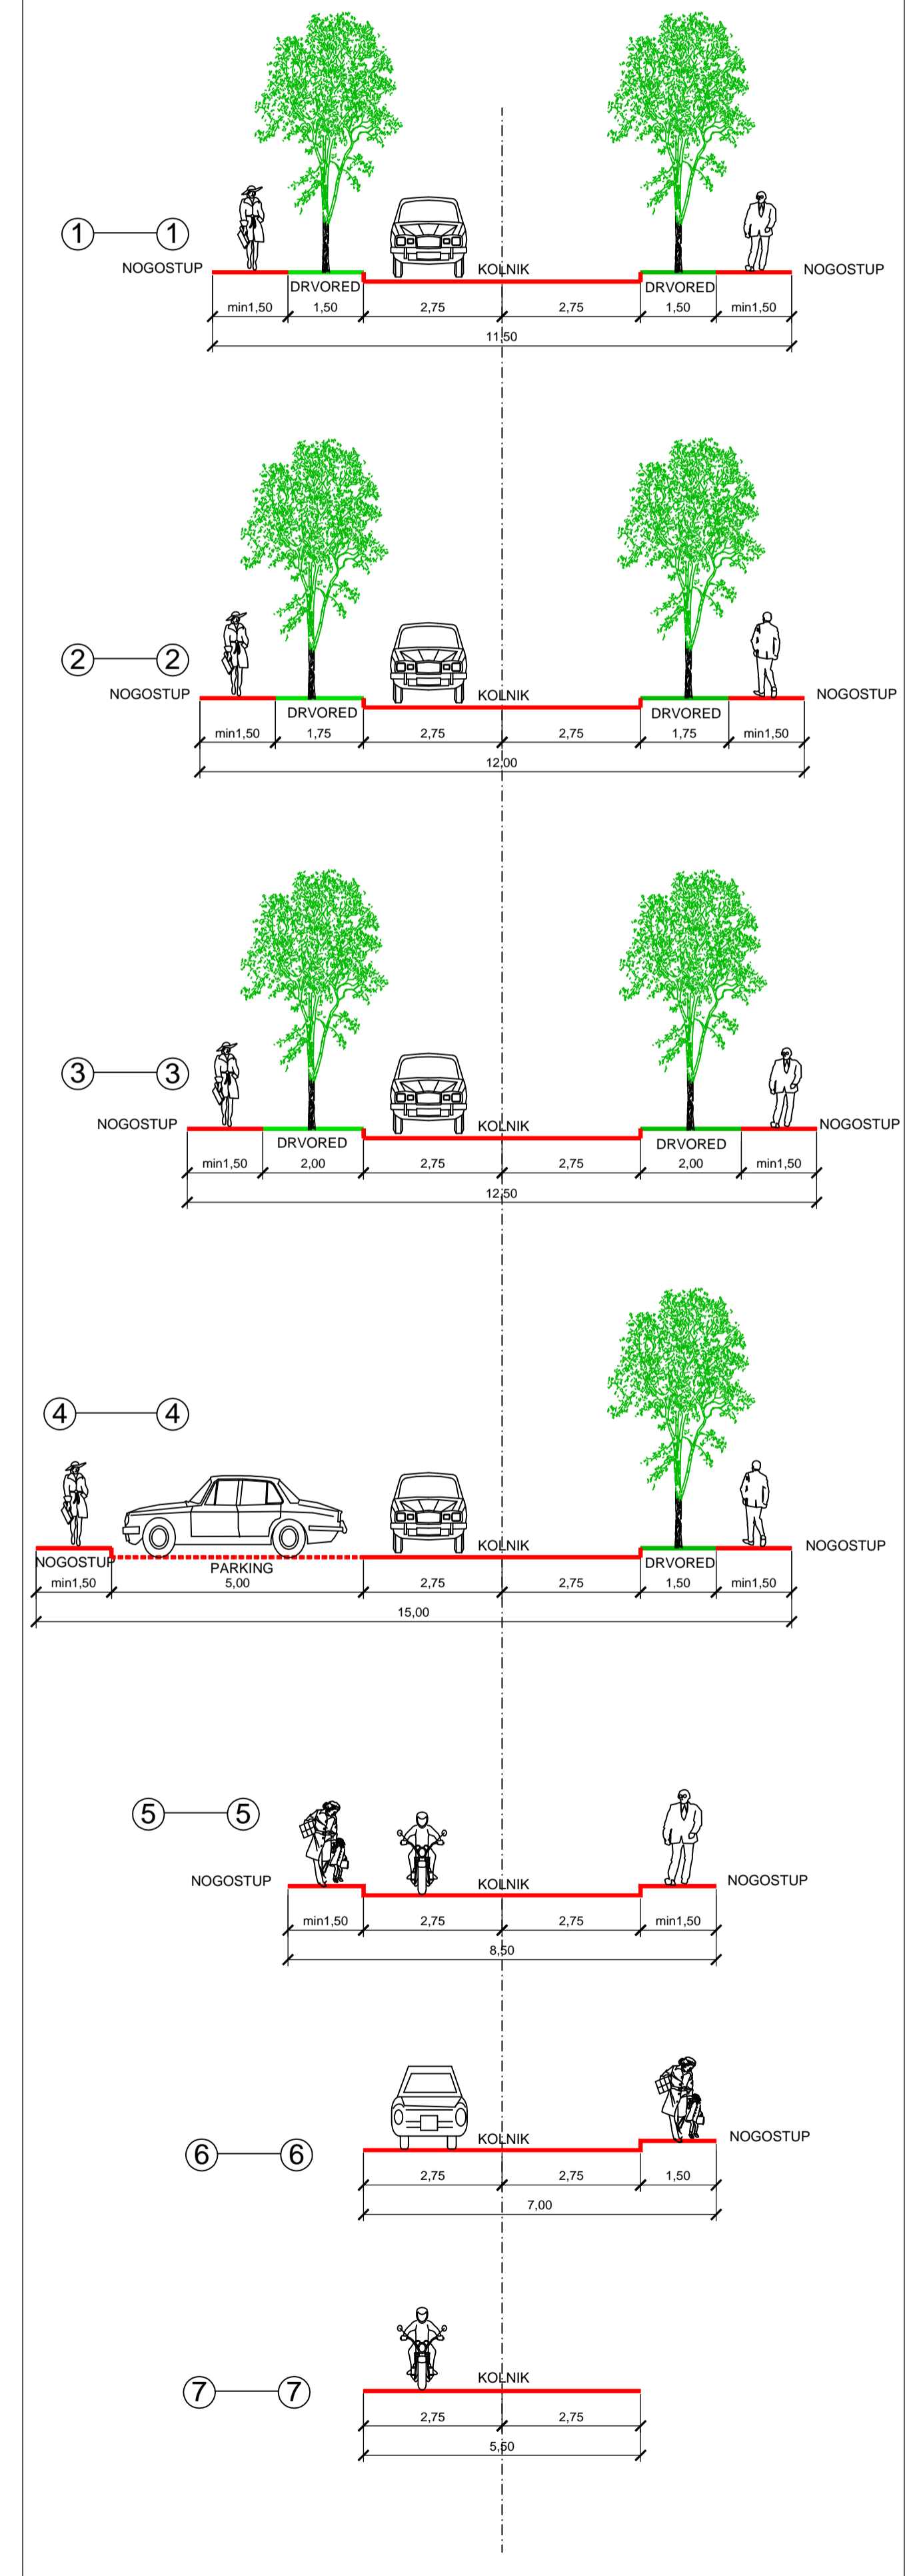 1 1
NOGOSTUP KOLNIK NOGOSTUP
DRVORED DRVORED
min1,50 1,50 2,75 2,75 1,50 min1,50
11,50
2 2
NOGOSTUP KOLNIK NOGOSTUP
DRVORED DRVORED
min1,50 1,75 2,75 2,75 1,75 min1,50
12,00
3 3
NOGOSTUP KOLNIK NOGOSTUP
DRVORED DRVORED
min1,50 2,00 2,75 2,75 2,00 min1,50
12,50
4 4
KOLNIK NOGOSTUP
NOGOSTUP PARKING DRVORED
min1,50 5,00 2,75 2,75 1,50 min1,50
15,00
5 5
NOGOSTUP KOLNIK NOGOSTUP
min1,50 2,75 2,75 min1,50
8,50
6 6
KOLNIK NOGOSTUP
2,75 2,75 1,50
7,00
7 7
KOLNIK
2,75 2,75
5,50